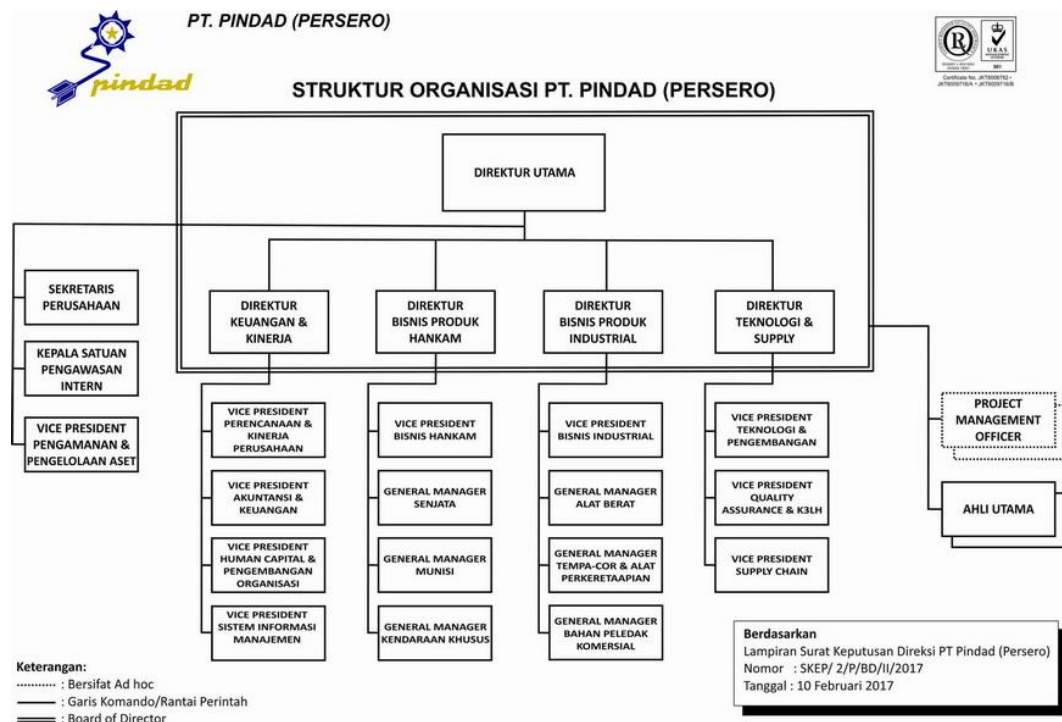 PT. PINDAD (PERSERO)
pindad
UKAS
STRUKTUR ORGANISASI PT. PINDAD (PERSERO)
DIREKTUR UTAMA
SEKRETARIS
PERUSAHAAN
KEPALA SATUAN
PENGAWASAN
INTERN
VICE PRESIDENT
PENGAMANAN &
PENGELOLAAN ASET
DIREKTUR
KEUANGAN &
KINERJA
DIREKTUR
BISNIS PRODUK
HANKAM
DIREKTUR
BISNIS PRODUK
INDUSTRIAL
DIREKTUR
TEKNOLOGI &
SUPPLY
VICE PRESIDENT
PERENCANAAN &
KINERJA
PERUSAHAAN
VICE PRESIDENT
AKUNTANSI &
KEUANGAN
VICE PRESIDENT
HUMAN CAPITAL &
PENGEMBANGAN
ORGANISASI
VICE PRESIDENT
SISTEM INFORMASI
MANAJEMEN
VICE PRESIDENT
BISNIS HANKAM
GENERAL MANAGER
SENJATA
GENERAL MANAGER
MUNISI
GENERAL MANAGER
KENDARAAN KHUSUS
VICE PRESIDENT
BISNIS INDUSTRIAL
GENERAL MANAGER
ALAT BERAT
GENERAL MANAGER
TEMPA-COR & ALAT
PERKERETAAPIAN
GENERAL MANAGER
BAHAN PELEDAK
KOMERSIAL
VICE PRESIDENT
TEKNOLOGI &
PENGEMBANGAN
VICE PRESIDENT
QUALITY
ASSURANCE & K3LH
VICE PRESIDENT
SUPPLY CHAIN
PROJECT
MANAGEMENT
OFFICER
AHLI UTAMA
Keterangan:
: Bersifat Ad hoc
: Garis Komando/Rantai Perintah
: Board of Director
Berdasarkan
Lampiran Surat Keputusan Direksi PT Pindad (Persero)
Nomor : SKEP/ 2/P/BD/II/2017
Tanggal : 10 Februari 2017